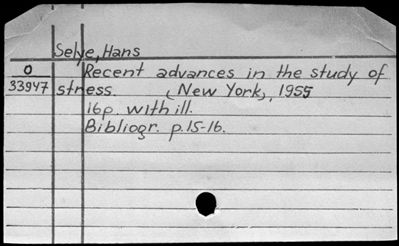 Selye, Hans
O Recent advances in the study of
33947 stress. (New York), 1955
16p. with ill.
Bibliogr. p.15-16.